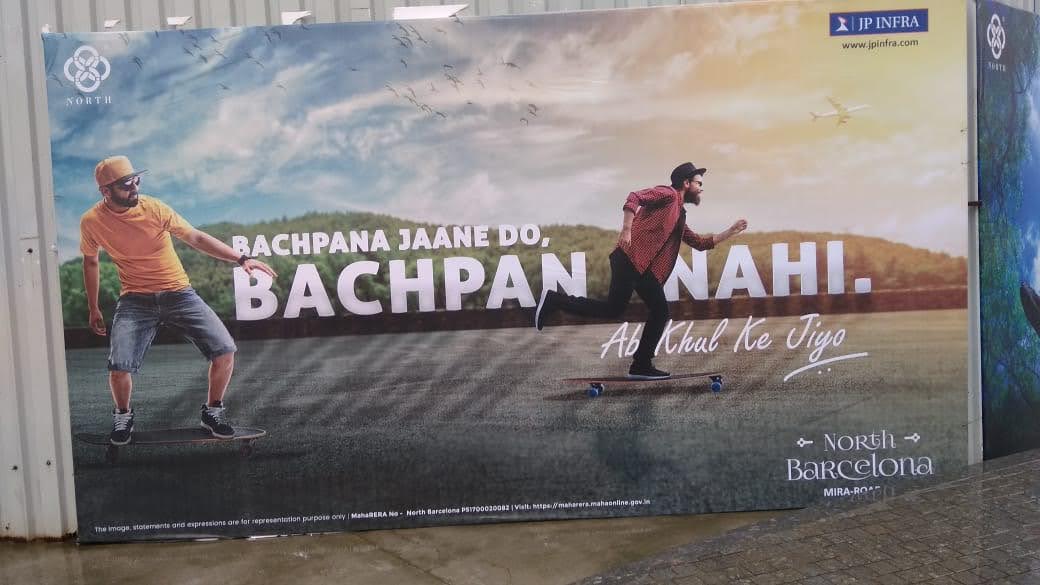 NORTH
JP INFRA
www.jpinfra.com
NORTH
BACHPANA JAANE DO,
BACHPAN NAHI.
Ab Khul Ke Jiyo
North
Barcelona
MIRA-ROAD
The image, statements and expressions are for representation purpose only | MahaRERA No - North Barcelona P51700020082 | Visit: https://maharera.mahaonline.gov.in